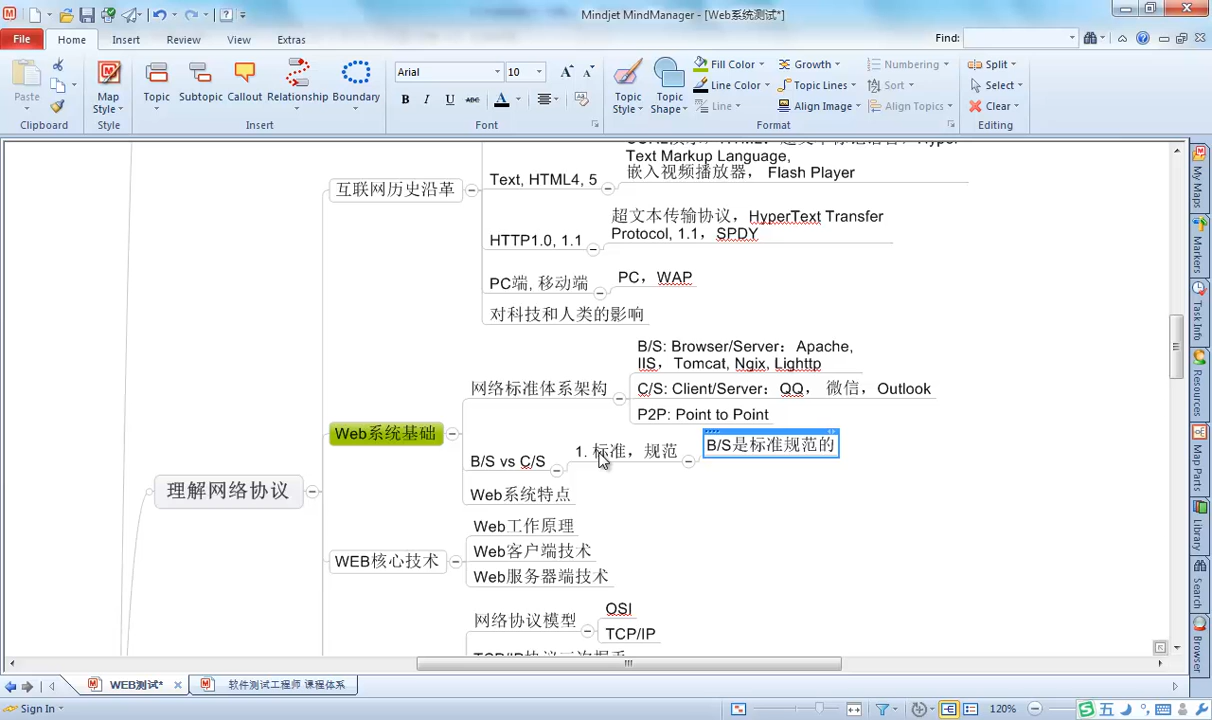 Mindjet MindManager - [Web系统测试*]
File
Home
Insert
Review
View
Extras
Find:
Paste
Clipboard
Map
Style
Style
Topic
Subtopic
Callout
Relationship
Boundary
Insert
Arial
10
B
I
U
ABC
A
Font
Topic
Style
Topic
Shape
Fill Color
Line Color
Line
Growth
Topic Lines
Align Image
Numbering
Sort
Align Topics
Format
Split
Select
Clear
Editing
互联网历史沿革
Text, HTML4, 5
Text Markup Language,
嵌入视频播放器， Flash Player
HTTP1.0, 1.1
超文本传输协议，HyperText Transfer
Protocol, 1.1，SPDY
PC端, 移动端
PC，WAP
对科技和人类的影响
Web系统基础
网络标准体系架构
B/S: Browser/Server：Apache,
IIS，Tomcat, Ngix, Lighttp
C/S: Client/Server：QQ， 微信，Outlook
P2P: Point to Point
B/S vs C/S
1. 标准，规范
B/S是标准规范的
Web系统特点
理解网络协议
WEB核心技术
Web工作原理
Web客户端技术
Web服务器端技术
网络协议模型
OSI
TCP/IP
My Maps
Markers
Task Info
Resources
Map Parts
Library
Search
Browser
WEB测试*
软件测试工程师 课程体系
Sign In
120%
五